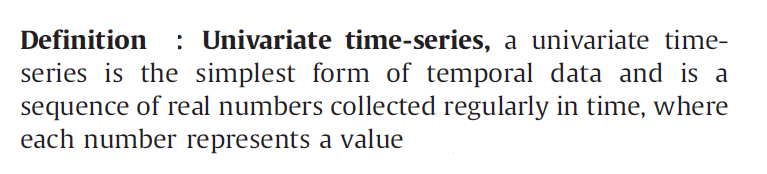 Definition : Univariate time-series, a univariate time-
series is the simplest form of temporal data and is a
sequence of real numbers collected regularly in time, where
each number represents a value